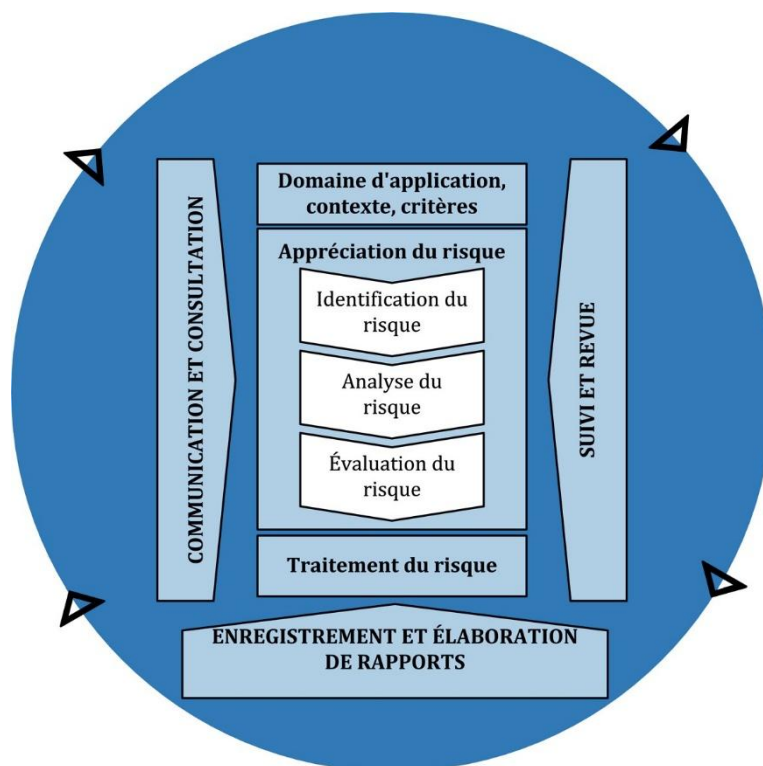 Domaine d'application,
contexte, critères
Appréciation du risque
Identification du
risque
Analyse du
risque
Évaluation du
risque
Traitement du risque
COMMUNICATION ET CONSULTATION
SUIVI ET REVUE
ENREGISTREMENT ET ÉLABORATION
DE RAPPORTS